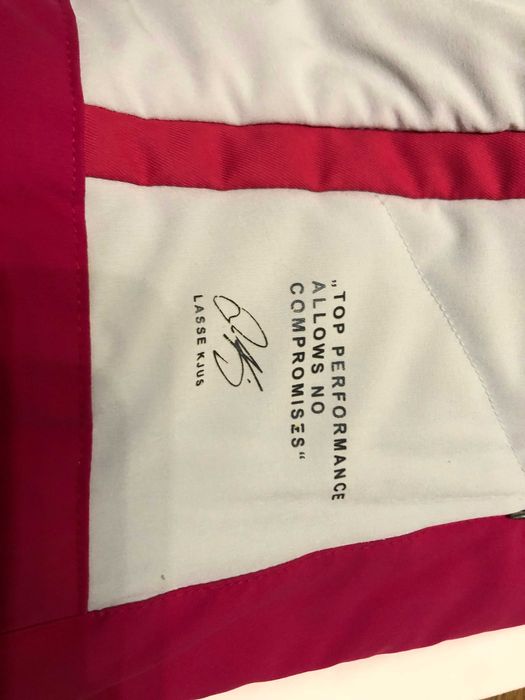 „TOP PERFORMANCE
ALLOWS NO
COMPROMISES“
LASSE KJUS